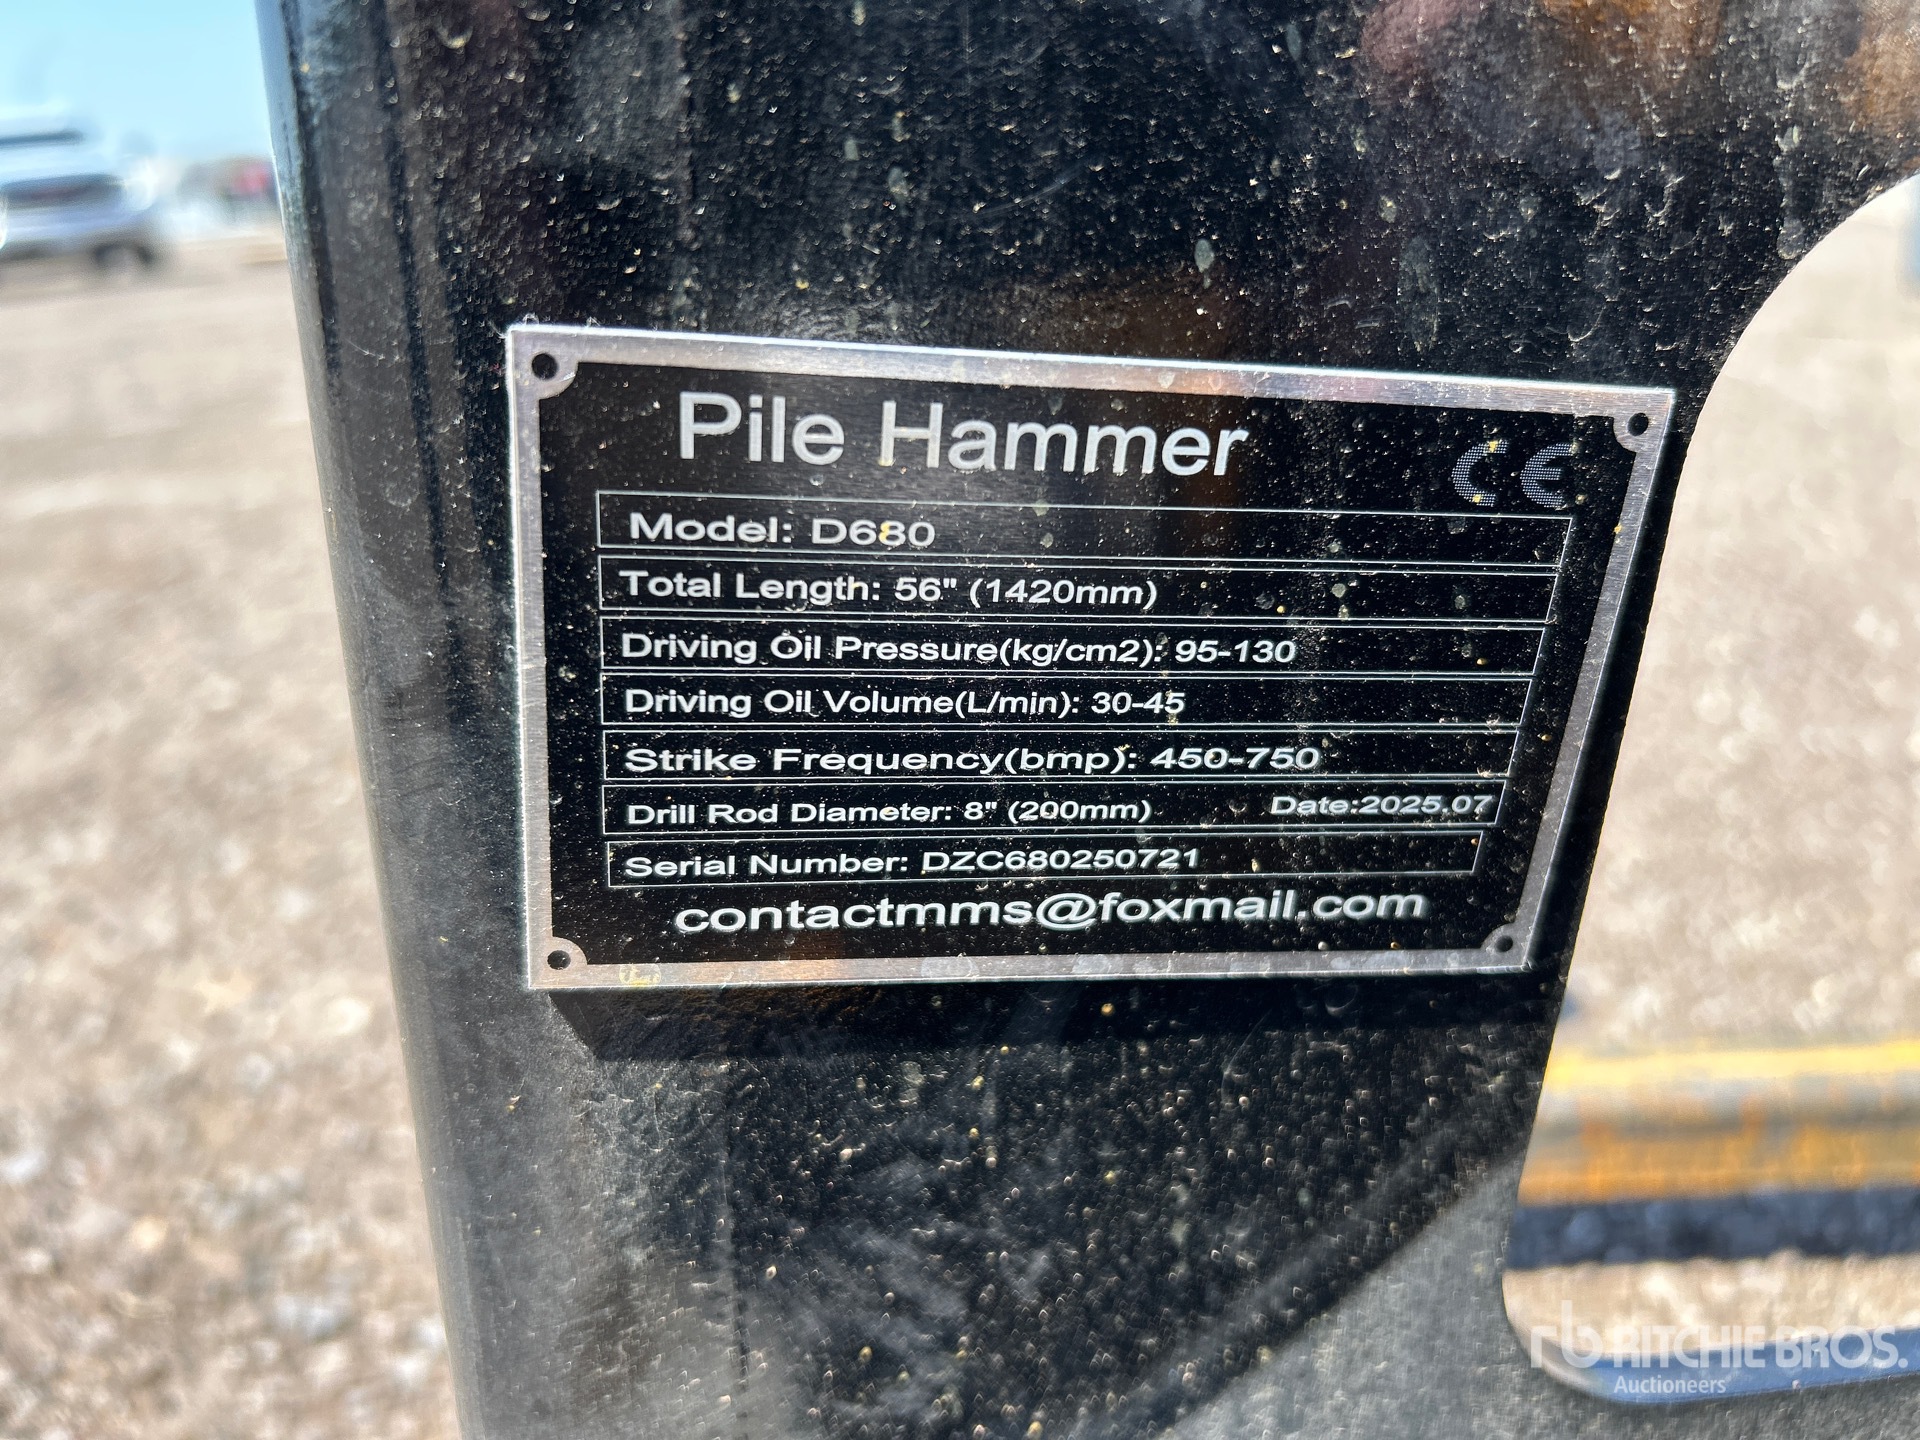 Pile Hammer
CE
Model: D680
Total Length: 56" (1420mm)
Driving Oil Pressure(kg/cm2): 95-130
Driving Oil Volume(L/min): 30-45
Strike Frequency(bmp): 450-750
Drill Rod Diameter: 8" (200mm) Date:2025.07
Serial Number: DZC680250721
contactmms@foxmail.com
rb RITCHIE BROS.
Auctioneers